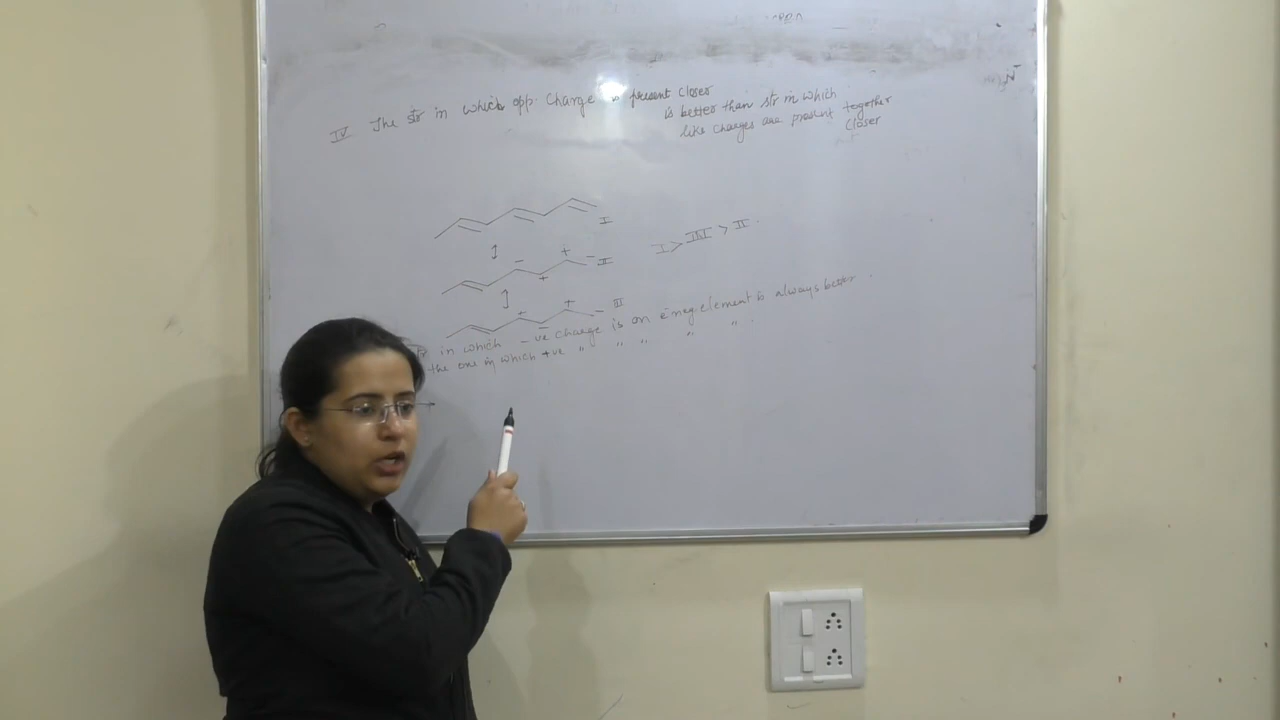 IV The str in which opp. Charge is present closer
is better than str in which
like charges are present together
closer
I
I > III > II.
- + + - II
+ - + - III
in which -ve charge is on e⁻neg. element is always better
the one in which +ve " " " " " .